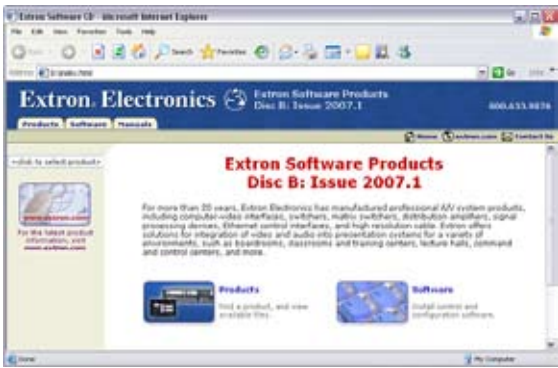 Extron Software CD - Microsoft Internet Explorer
File Edit View Favorites Tools Help
Search Favorites
Address D:\index.html Go
Extron Electronics
Extron Software Products
Disc B: Issue 2007.1
800.633.9876
Products Software Manuals
Home extron.com Contact Us
<click to select product>
www.extron.com
For the latest product
information, visit
www.extron.com
Extron Software Products
Disc B: Issue 2007.1
For more than 20 years, Extron Electronics has manufactured professional A/V system products,
including computer-video interfaces, switchers, matrix switchers, distribution amplifiers, signal
processing devices, Ethernet control interfaces, and high resolution cable. Extron offers
solutions for integration of video and audio into presentation systems for a variety of
environments, such as boardrooms, classrooms and training centers, lecture halls, command
and control centers, and more.
Products
Find a product, and view
available files.
Software
Install control and
configuration software.
Done
My Computer